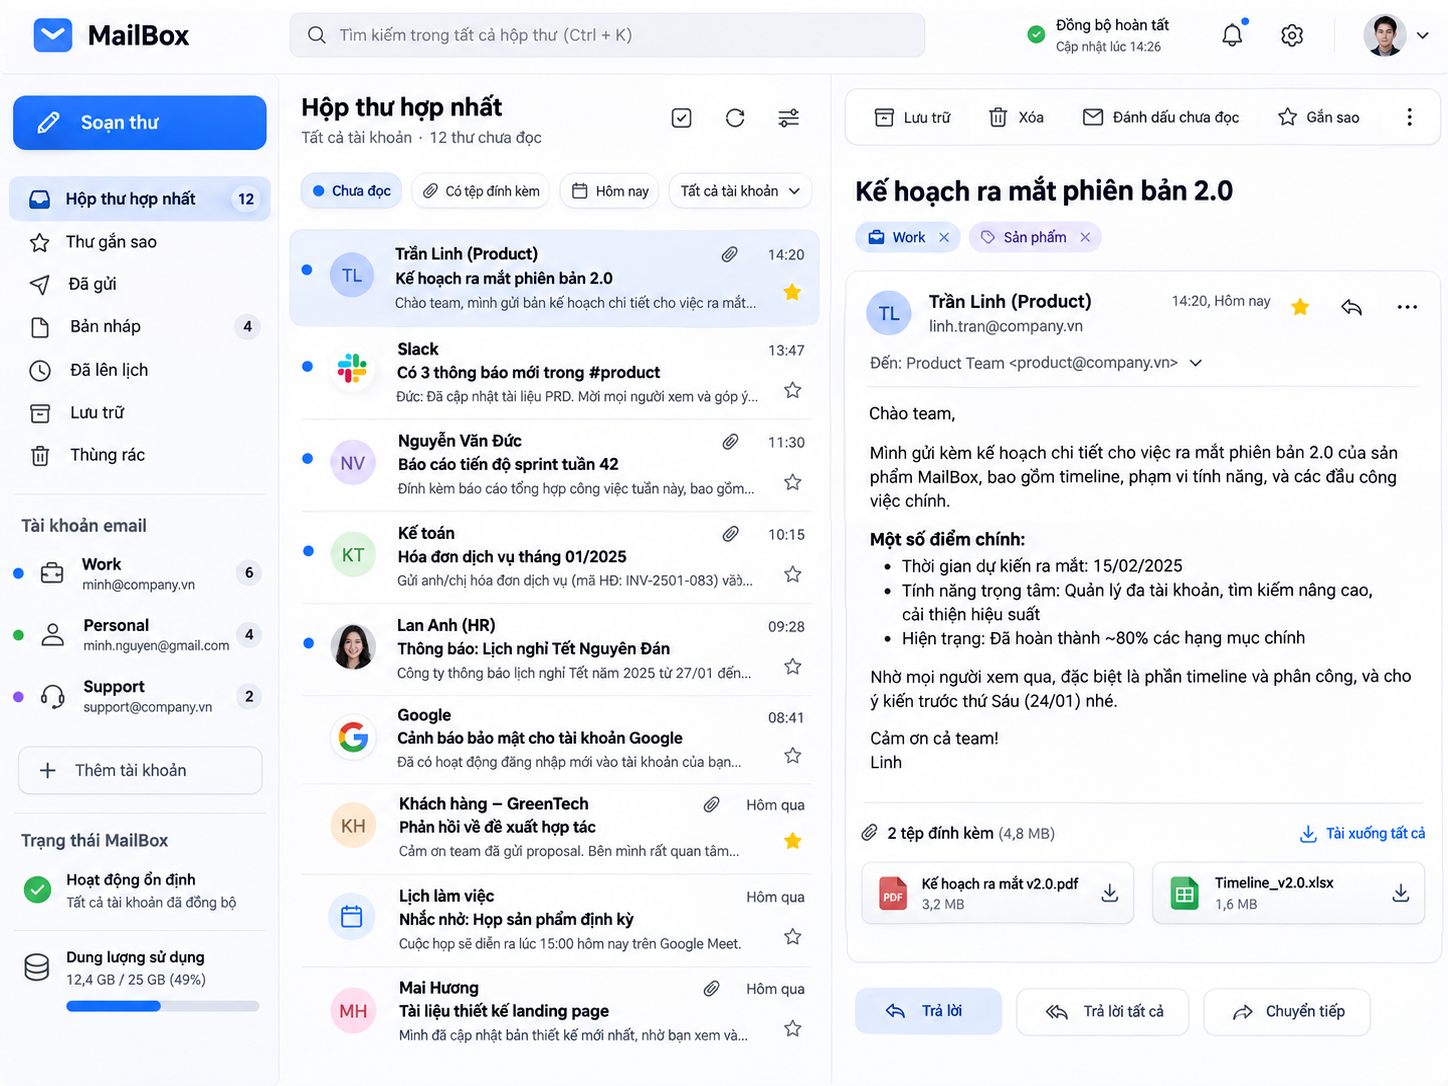 MailBox
Tìm kiếm trong tất cả hộp thư (Ctrl + K)
Đồng bộ hoàn tất
Cập nhật lúc 14:26
Soạn thư
Hộp thư hợp nhất 12
Thư gắn sao
Đã gửi
Bản nháp 4
Đã lên lịch
Lưu trữ
Thùng rác
Tài khoản email
Work
minh@company.vn
6
Personal
minh.nguyen@gmail.com
4
Support
support@company.vn
2
Thêm tài khoản
Trạng thái MailBox
Hoạt động ổn định
Tất cả tài khoản đã đồng bộ
Dung lượng sử dụng
12,4 GB / 25 GB (49%)
Hộp thư hợp nhất
Tất cả tài khoản · 12 thư chưa đọc
Chưa đọc
Có tệp đính kèm
Hôm nay
Tất cả tài khoản
TL
Trần Linh (Product) 14:20
Kế hoạch ra mắt phiên bản 2.0
Chào team, mình gửi bản kế hoạch chi tiết cho việc ra mắt...
Slack 13:47
Có 3 thông báo mới trong #product
Đức: Đã cập nhật tài liệu PRD. Mời mọi người xem và góp ý...
NV
Nguyễn Văn Đức 11:30
Báo cáo tiến độ sprint tuần 42
Đính kèm báo cáo tổng hợp công việc tuần này, bao gồm...
KT
Kế toán 10:15
Hóa đơn dịch vụ tháng 01/2025
Gửi anh/chị hóa đơn dịch vụ (mã HĐ: INV-2501-083)
Lan Anh (HR) 09:28
Thông báo: Lịch nghỉ Tết Nguyên Đán
Công ty thông báo lịch nghỉ Tết năm 2025 từ 27/01 đến...
Google 08:41
Cảnh báo bảo mật cho tài khoản Google
Đã có hoạt động đăng nhập mới vào tài khoản của bạn...
KH
Khách hàng – GreenTech Hôm qua
Phản hồi về đề xuất hợp tác
Cảm ơn team đã gửi proposal. Bên mình rất quan tâm...
Lịch làm việc Hôm qua
Nhắc nhở: Họp sản phẩm định kỳ
Cuộc họp sẽ diễn ra lúc 15:00 hôm nay trên Google Meet.
MH
Mai Hương Hôm qua
Tài liệu thiết kế landing page
Mình đã cập nhật bản thiết kế mới nhất, nhờ bạn xem và...
Lưu trữ
Xóa
Đánh dấu chưa đọc
Gắn sao
Kế hoạch ra mắt phiên bản 2.0
Work ×
Sản phẩm ×
TL
Trần Linh (Product) 14:20, Hôm nay
linh.tran@company.vn
Đến: Product Team <product@company.vn>
Chào team,
Mình gửi kèm kế hoạch chi tiết cho việc ra mắt phiên bản 2.0 của sản
phẩm MailBox, bao gồm timeline, phạm vi tính năng, và các đầu công
việc chính.
Một số điểm chính:
• Thời gian dự kiến ra mắt: 15/02/2025
• Tính năng trọng tâm: Quản lý đa tài khoản, tìm kiếm nâng cao,
cải thiện hiệu suất
• Hiện trạng: Đã hoàn thành ~80% các hạng mục chính
Nhờ mọi người xem qua, đặc biệt là phần timeline và phân công, và cho
ý kiến trước thứ Sáu (24/01) nhé.
Cảm ơn cả team!
Linh
2 tệp đính kèm (4,8 MB)
Tải xuống tất cả
PDF
Kế hoạch ra mắt v2.0.pdf
3,2 MB
Timeline_v2.0.xlsx
1,6 MB
Trả lời
Trả lời tất cả
Chuyển tiếp